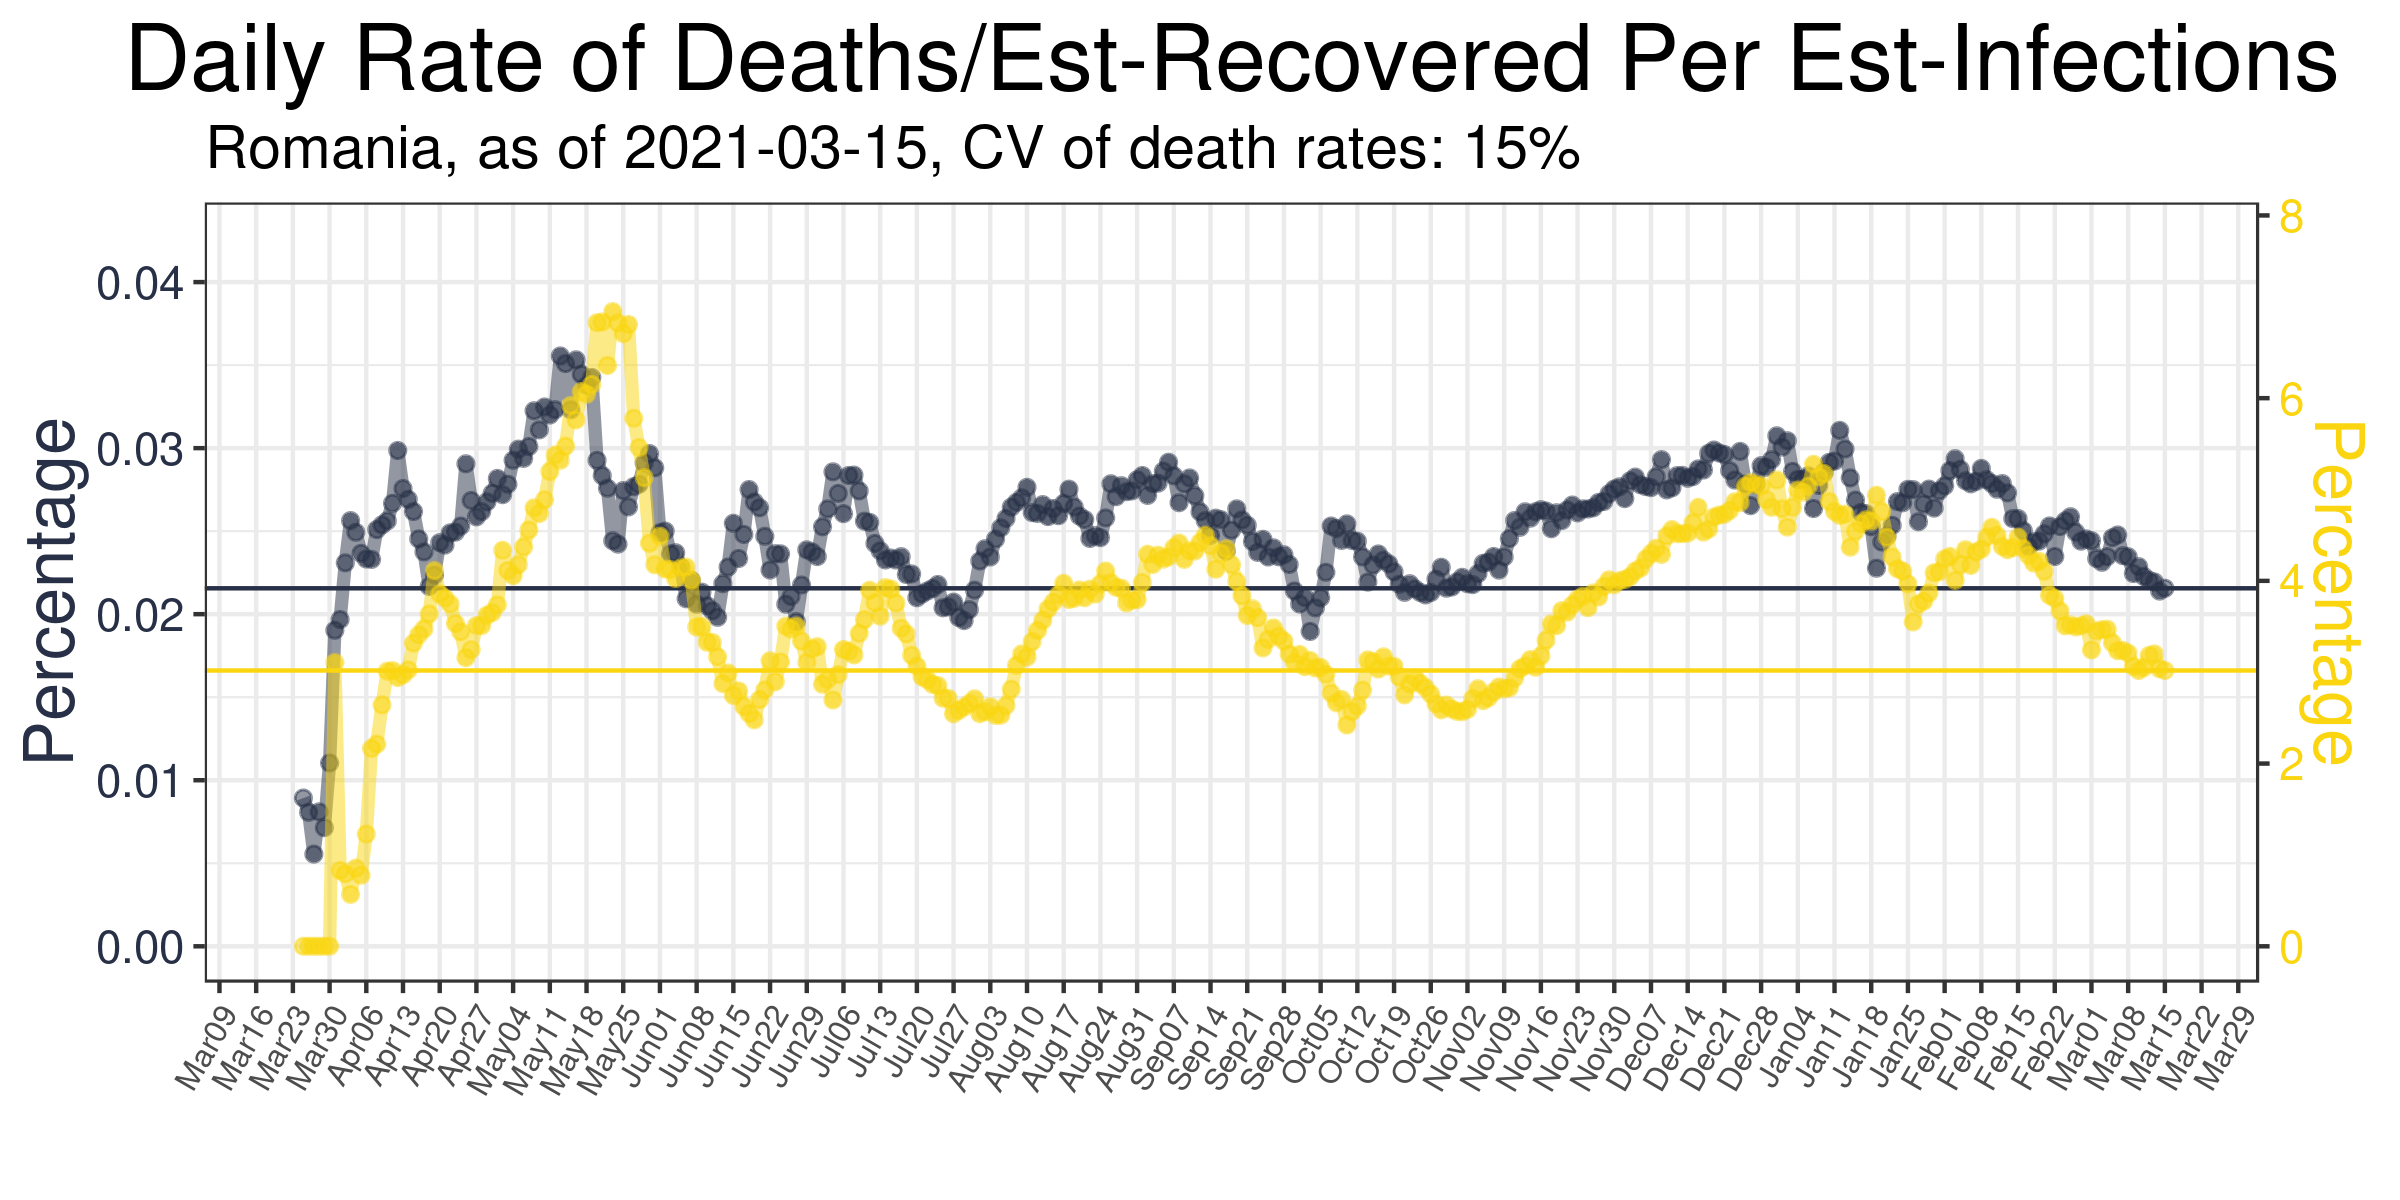 Daily Rate of Deaths/Est-Recovered Per Est-Infections
Romania, as of 2021-03-15, CV of death rates: 15%
Percentage
0.04
0.03
0.02
0.01
0.00
8
6
4
2
0
Percentage
Mar09
Mar16
Mar23
Mar30
Apr06
Apr13
Apr20
Apr27
May04
May11
May18
May25
Jun01
Jun08
Jun15
Jun22
Jun29
Jul06
Jul13
Jul20
Jul27
Aug03
Aug10
Aug17
Aug24
Aug31
Sep07
Sep14
Sep21
Sep28
Oct05
Oct12
Oct19
Oct26
Nov02
Nov09
Nov16
Nov23
Nov30
Dec07
Dec14
Dec21
Dec28
Jan04
Jan11
Jan18
Jan25
Feb01
Feb08
Feb15
Feb22
Mar01
Mar08
Mar15
Mar22
Mar29